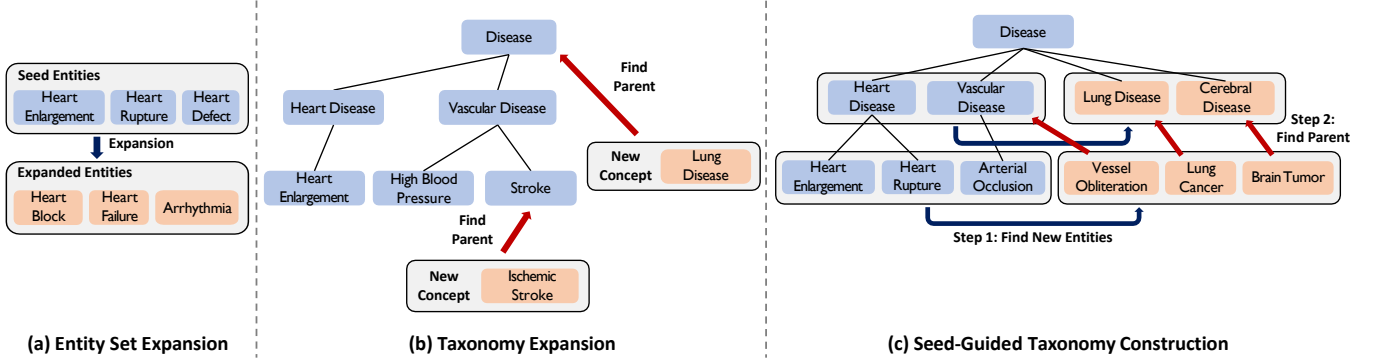 Seed Entities
Heart
Enlargement
Heart
Rupture
Heart
Defect
Expansion
Expanded Entities
Heart
Block
Heart
Failure
Arrhythmia
(a) Entity Set Expansion
Disease
Find
Parent
Heart Disease
Vascular Disease
New
Concept
Lung
Disease
Heart
Enlargement
High Blood
Pressure
Stroke
Find
Parent
New
Concept
Ischemic
Stroke
(b) Taxonomy Expansion
Disease
Heart
Disease
Vascular
Disease
Lung Disease
Cerebral
Disease
Step 2:
Find Parent
Heart
Enlargement
Heart
Rupture
Arterial
Occlusion
Vessel
Obliteration
Lung
Cancer
Brain Tumor
Step 1: Find New Entities
(c) Seed-Guided Taxonomy Construction